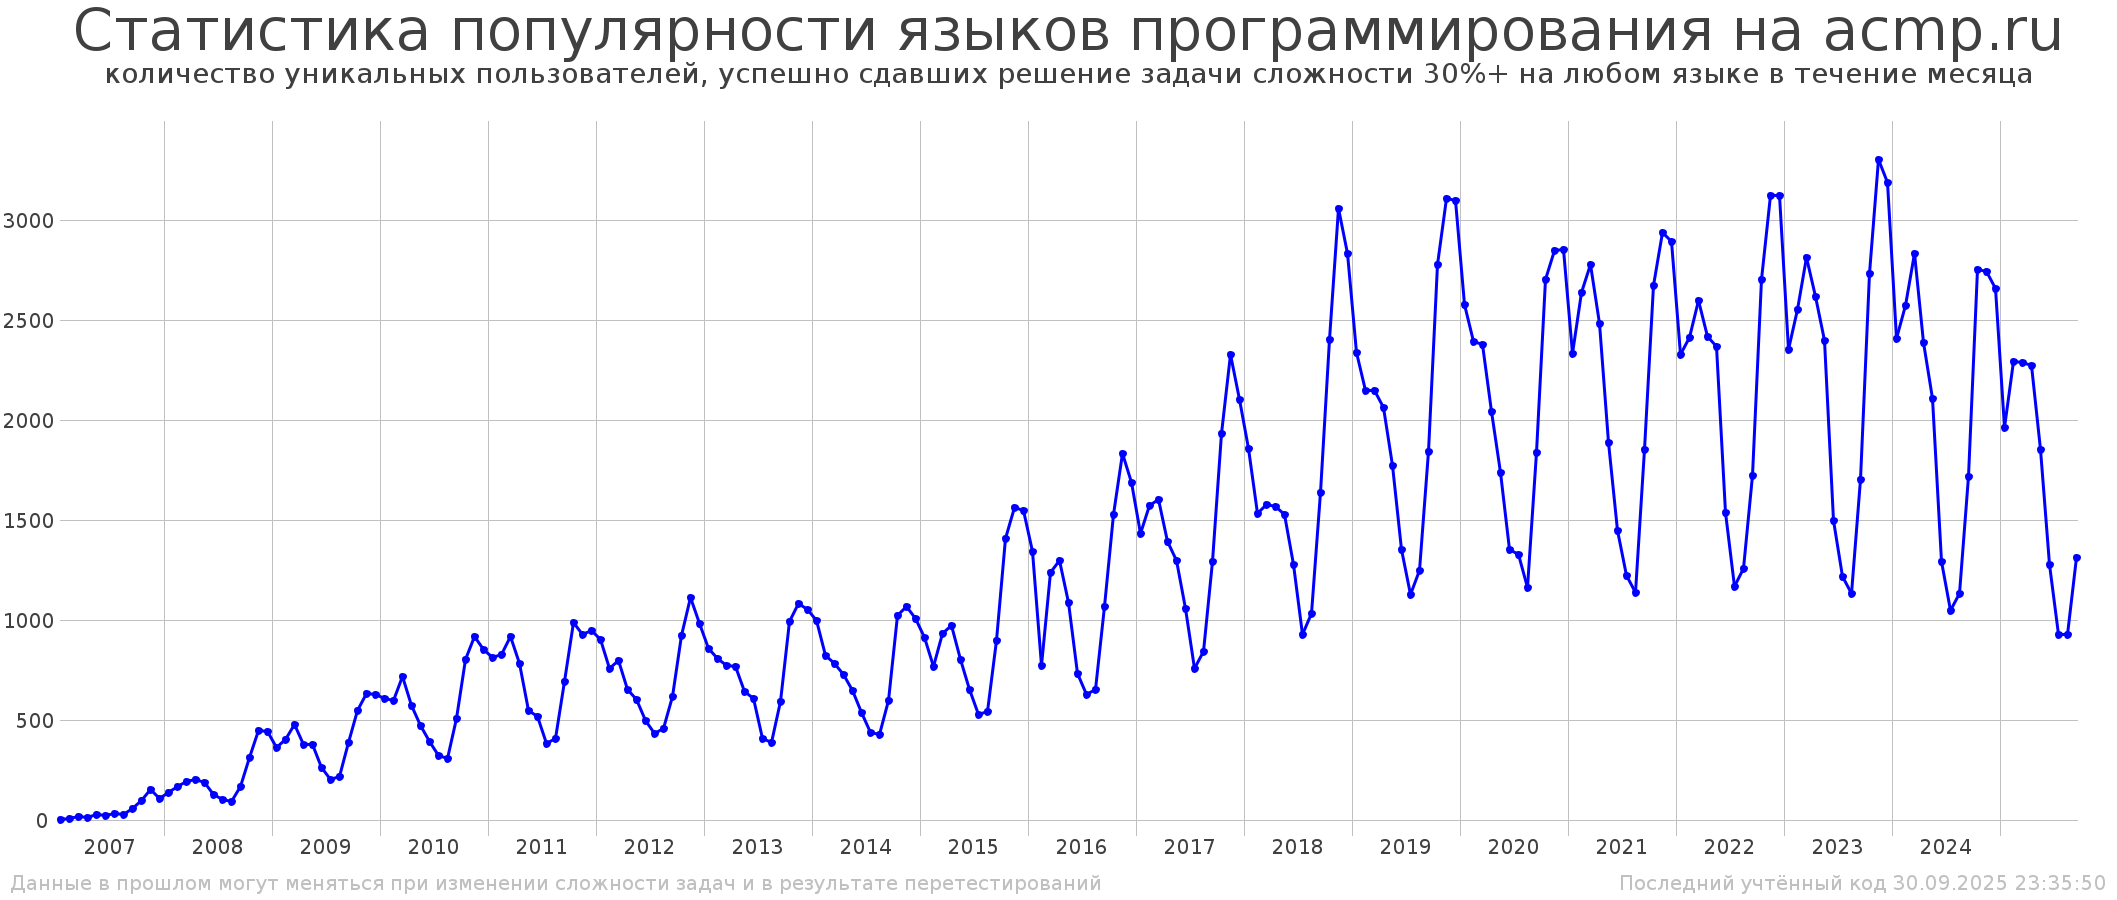 Статистика популярности языков программирования на acmp.ru
количество уникальных пользователей, успешно сдавших решение задачи сложности 30%+ на любом языке в течение месяца
3000
2500
2000
1500
1000
500
0
2007 2008 2009 2010 2011 2012 2013 2014 2015 2016 2017 2018 2019 2020 2021 2022 2023 2024
Данные в прошлом могут меняться при изменении сложности задач и в результате перетестирований
Последний учтённый код 30.09.2025 23:35:50